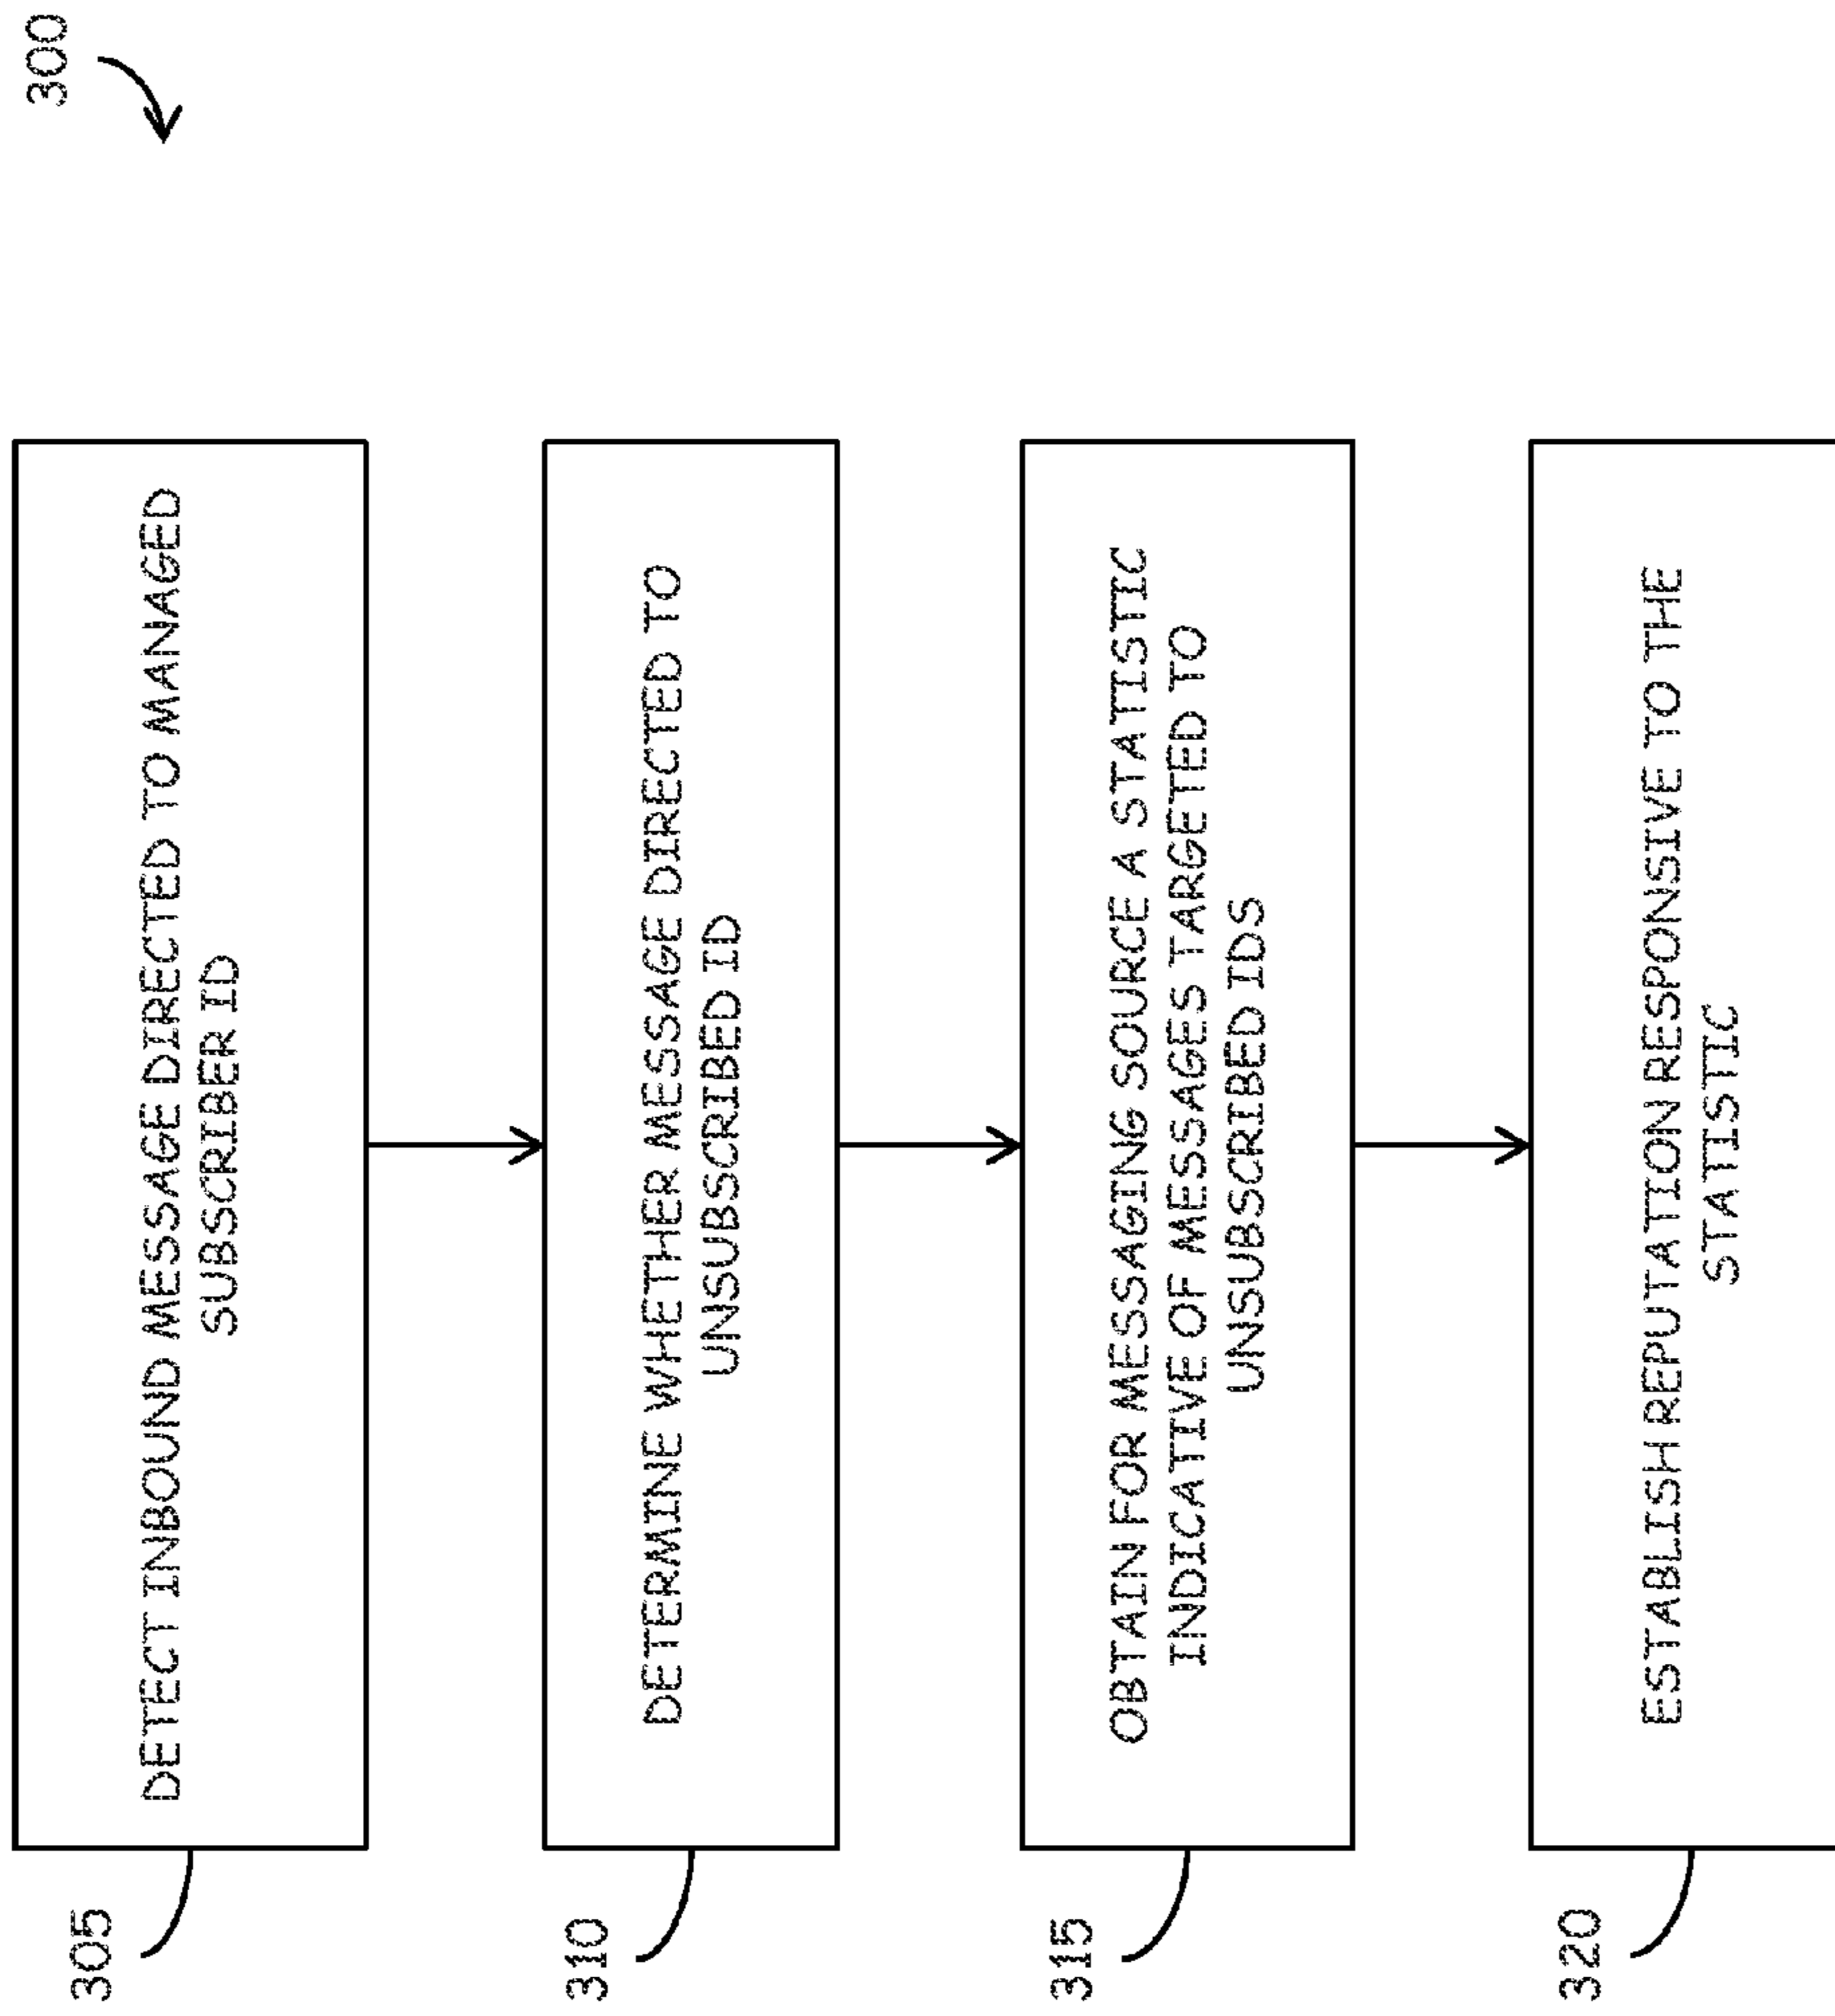 300
305
DETECT INBOUND MESSAGE DIRECTED TO MANAGED
SUBSCRIBER ID
310
DETERMINE WHETHER MESSAGE DIRECTED TO
UNSUBSCRIBED ID
315
OBTAIN FOR MESSAGING SOURCE A STATISTIC
INDICATIVE OF MESSAGES TARGETED TO
UNSUBSCRIBED IDS
320
ESTABLISH REPUTATION RESPONSIVE TO THE
STATISTIC